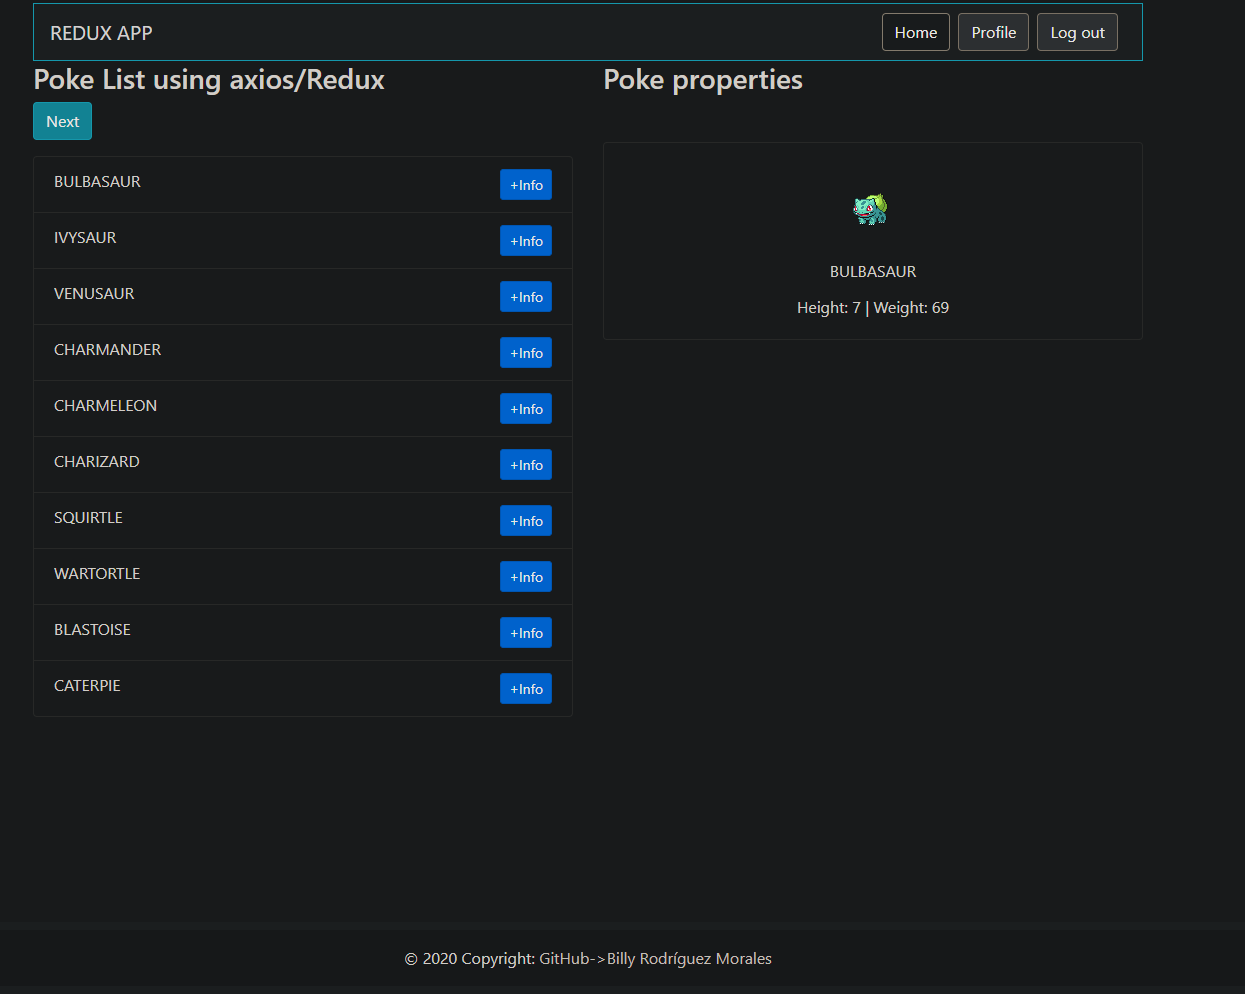 REDUX APP
Home
Profile
Log out
Poke List using axios/Redux
Next
BULBASAUR +Info
IVYSAUR +Info
VENUSAUR +Info
CHARMANDER +Info
CHARMELEON +Info
CHARIZARD +Info
SQUIRTLE +Info
WARTORTLE +Info
BLASTOISE +Info
CATERPIE +Info
Poke properties
BULBASAUR
Height: 7 | Weight: 69
© 2020 Copyright: GitHub->Billy Rodríguez Morales